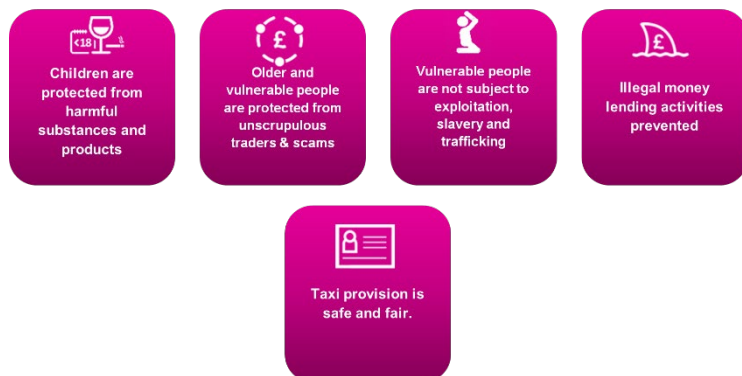 <18
Children are
protected from
harmful
substances and
products
£
Older and
vulnerable people
are protected from
unscrupulous
traders & scams
Vulnerable people
are not subject to
exploitation,
slavery and
trafficking
£
Illegal money
lending activities
prevented
Taxi provision is
safe and fair.